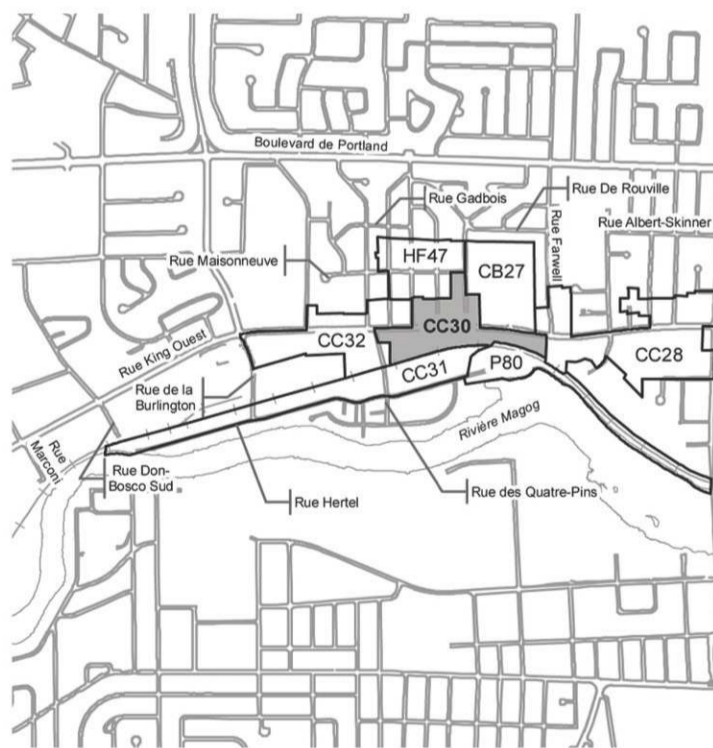 Boulevard de Portland
Rue Gadbois
Rue De Rouville
Rue Farwell
Rue Albert-Skinner
HF47
Rue Maisonneuve
CB27
CC30
CC32
CC28
Rue King Ouest
CC31
P80
Rue de la
Burlington
Rivière Magog
Rue
Marconi
Rue Don-
Bosco Sud
Rue Hertel
Rue des Quatre-Pins